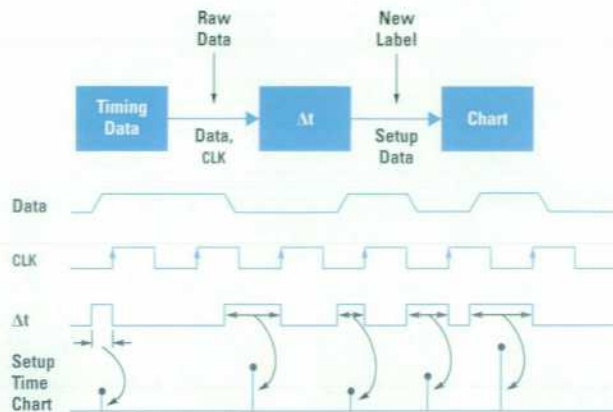 Raw
Data
New
Label
Timing
Data
Δt
Chart
Data,
CLK
Setup
Data
Data
CLK
Δt
Setup
Time
Chart